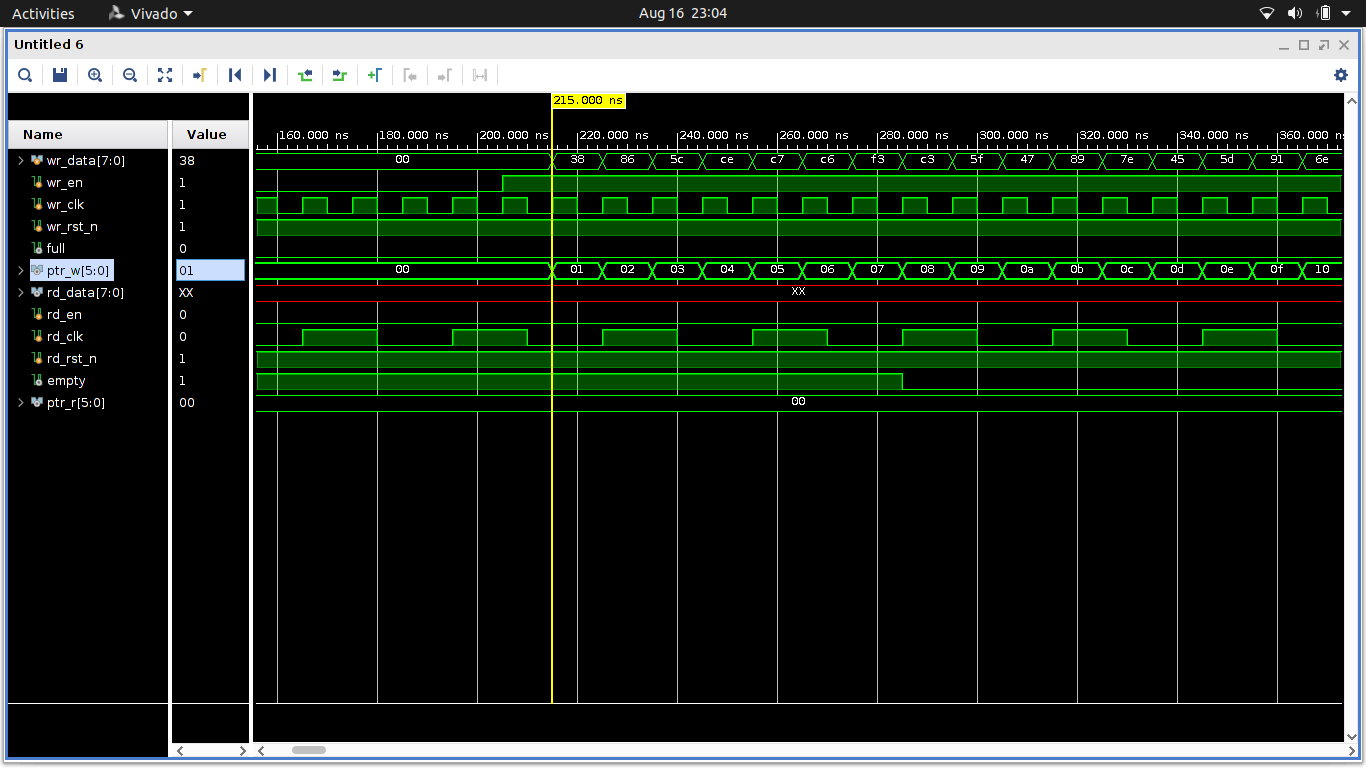 Activities Vivado Aug 16 23:04
Untitled 6
215.000 ns
Name Value
160.000 ns 180.000 ns 200.000 ns 220.000 ns 240.000 ns 260.000 ns 280.000 ns 300.000 ns 320.000 ns 340.000 ns 360.000 ns
wr_data[7:0] 38 00 38 86 5c ce c7 c6 f3 c3 5f 47 89 7e 45 5d 91 6e
wr_en 1
wr_clk 1
wr_rst_n 1
full 0
ptr_w[5:0] 01 00 01 02 03 04 05 06 07 08 09 0a 0b 0c 0d 0e 0f 10
rd_data[7:0] XX XX
rd_en 0
rd_clk 0
rd_rst_n 1
empty 1
ptr_r[5:0] 00 00